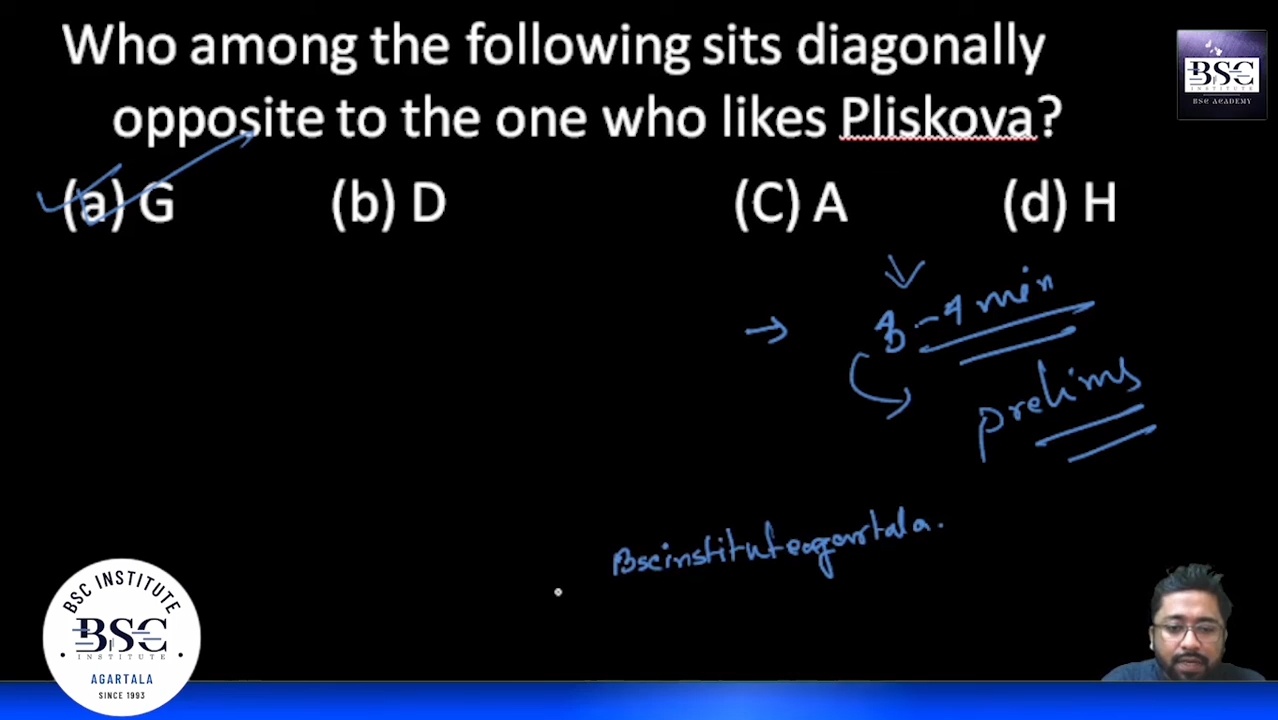 Who among the following sits diagonally
opposite to the one who likes Pliskova?
(a) G (b) D (C) A (d) H
BSC
INSTITUTE
BSC ACADEMY
3-4 min
prelims
Bscinstituteagartala.
BSC INSTITUTE
BSC
INSTITUTE
AGARTALA
SINCE 1993